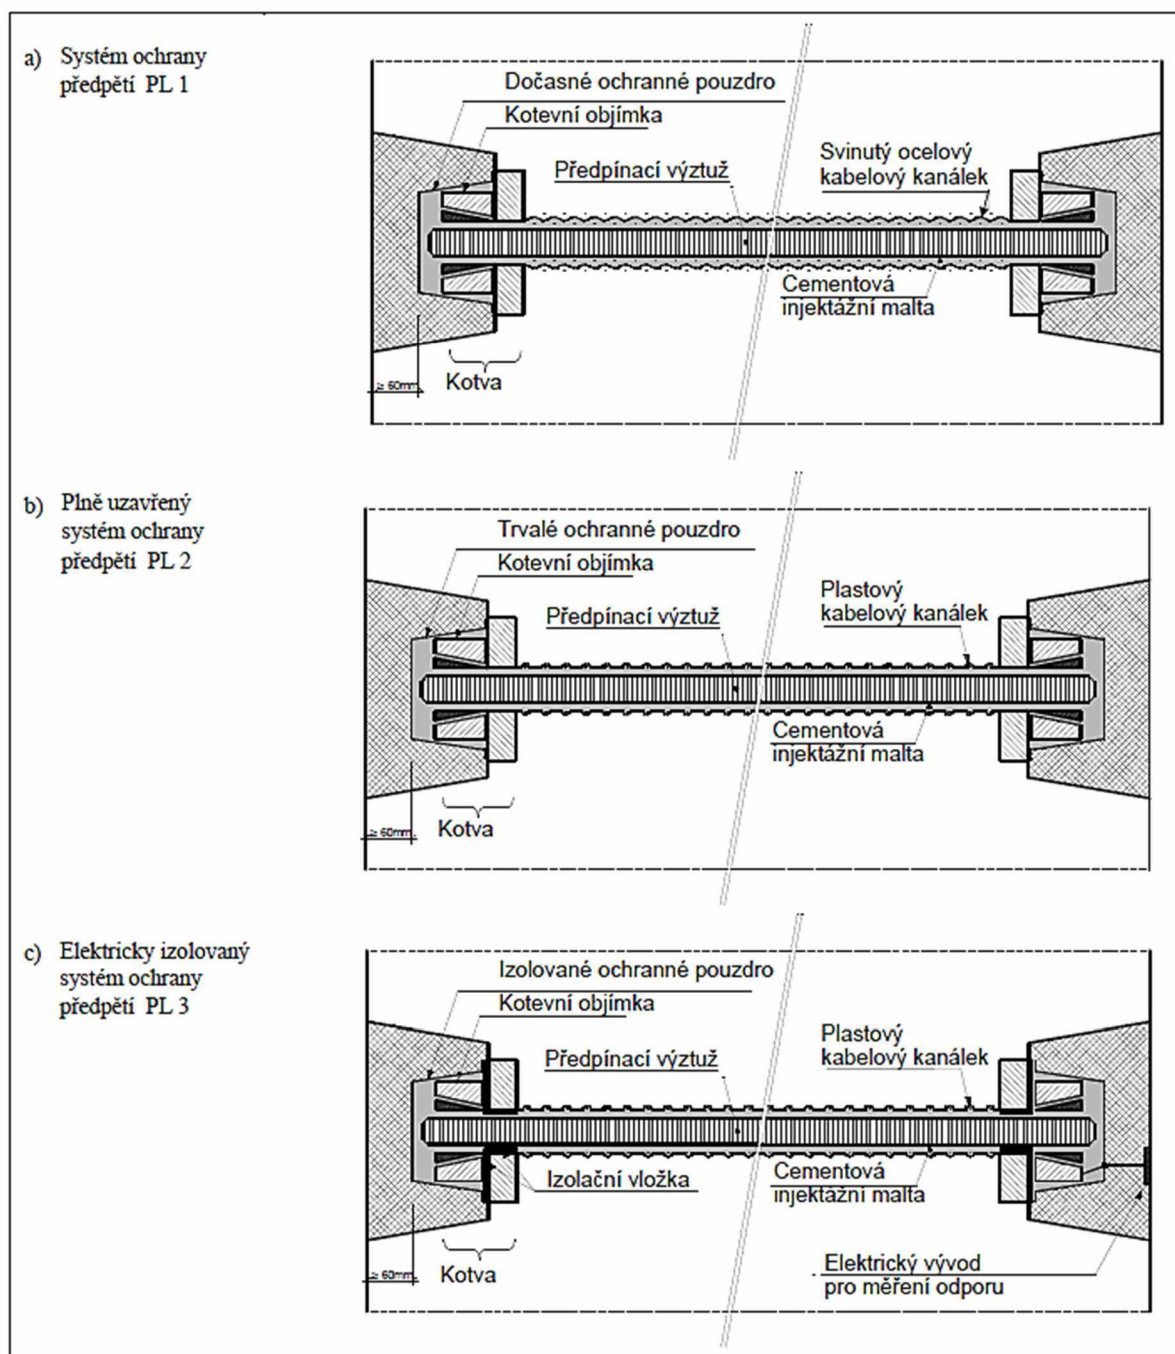 a) Systém ochrany
předpětí PL 1
Dočasné ochranné pouzdro
Kotevní objímka
Předpínací výztuž
Svinutý ocelový
kabelový kanálek
Cementová
injektážní malta
≥ 60mm
Kotva
b) Plně uzavřený
systém ochrany
předpětí PL 2
Trvalé ochranné pouzdro
Kotevní objímka
Předpínací výztuž
Plastový
kabelový kanálek
Cementová
injektážní malta
≥ 60mm
Kotva
c) Elektricky izolovaný
systém ochrany
předpětí PL 3
Izolované ochranné pouzdro
Kotevní objímka
Předpínací výztuž
Plastový
kabelový kanálek
Izolační vložka
Cementová
injektážní malta
≥ 60mm
Kotva
Elektrický vývod
pro měření odporu